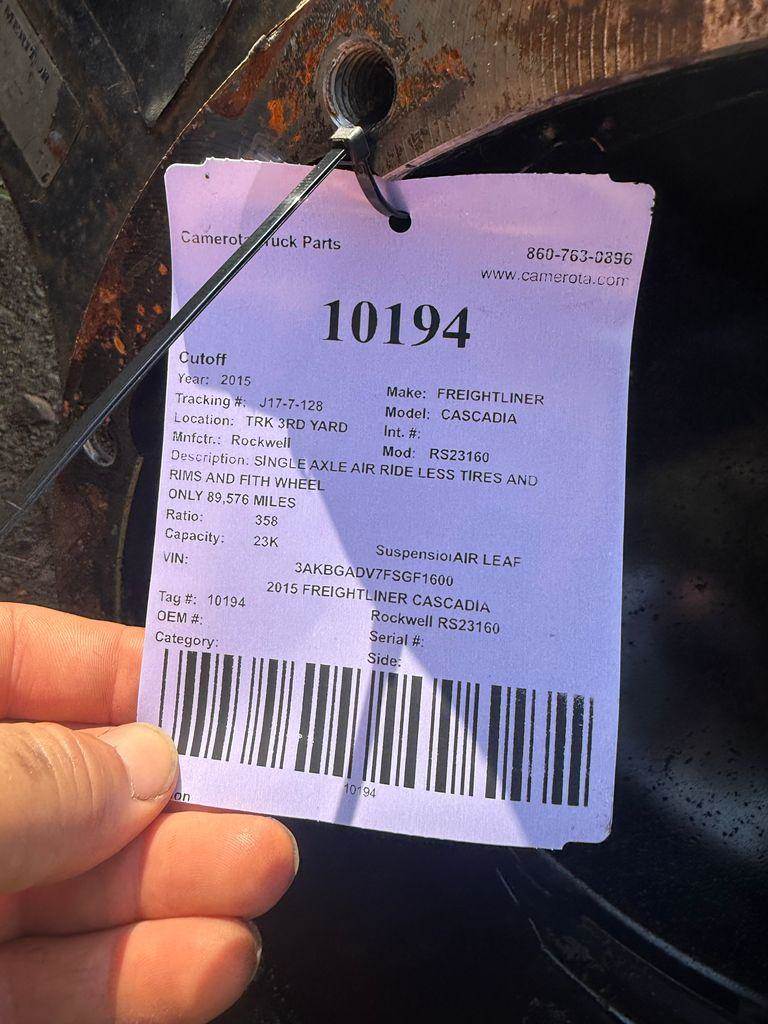 MERITOR
Camerota Truck Parts
860-763-0896
www.camerota.com
10194
Cutoff
Year: 2015
Make: FREIGHTLINER
Tracking #: J17-7-128
Model: CASCADIA
Location: TRK 3RD YARD
Int. #:
Mnfctr.: Rockwell
Mod: RS23160
Description: SINGLE AXLE AIR RIDE LESS TIRES AND
RIMS AND FITH WHEEL
ONLY 89,576 MILES
Ratio: 358
Capacity: 23K
SuspensionAIR LEAF
VIN: 3AKBGADV7FSGF1600
2015 FREIGHTLINER CASCADIA
Tag #: 10194
Rockwell RS23160
OEM #:
Serial #:
Category:
Side:
10194
on